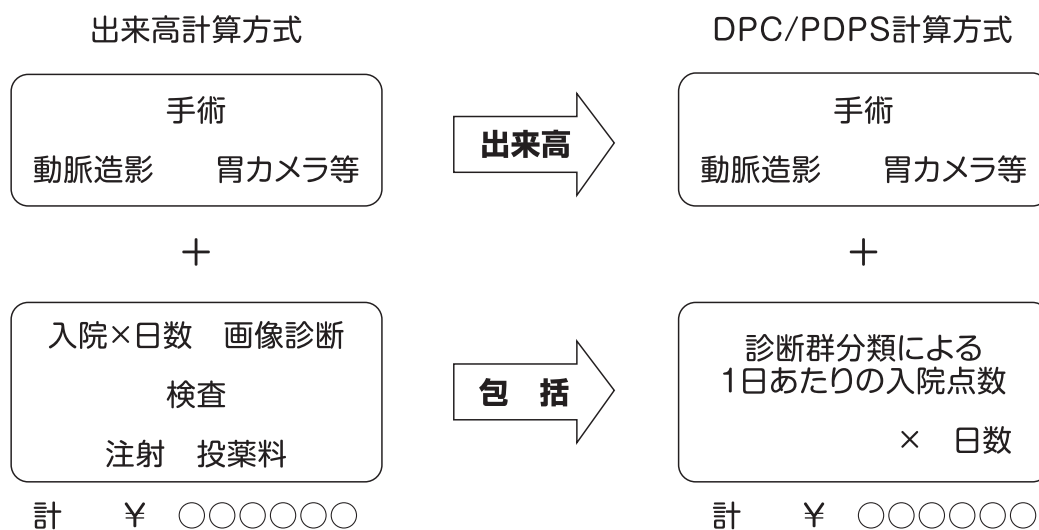 出来高計算方式
手術
動脈造影　胃カメラ等
＋
入院×日数　画像診断
検査
注射　投薬料
計　￥　○○○○○○
出来高
包　括
DPC/PDPS計算方式
手術
動脈造影　胃カメラ等
＋
診断群分類による
1日あたりの入院点数
×　日数
計　￥　○○○○○○